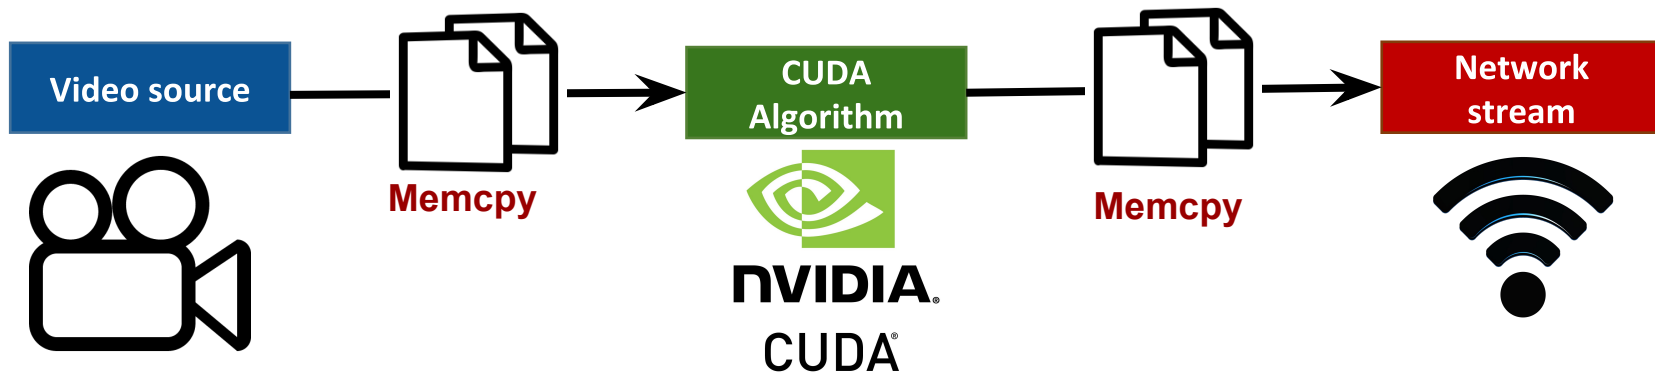 Video source
Memcpy
CUDA
Algorithm
NVIDIA®
CUDA®
Memcpy
Network
stream